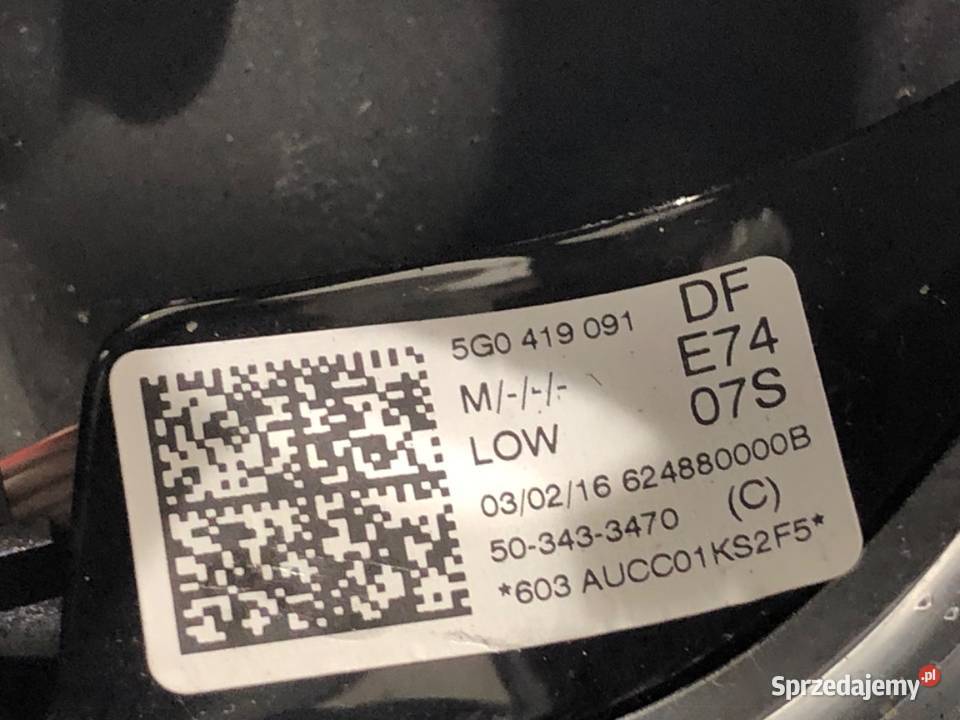 5G0 419 091
DF
M/-/-/-
E74
LOW
07S
03/02/16 624880000B
50-343-3470 (C)
*603 AUCC01KS2F5*
Sprzedajemy.pl